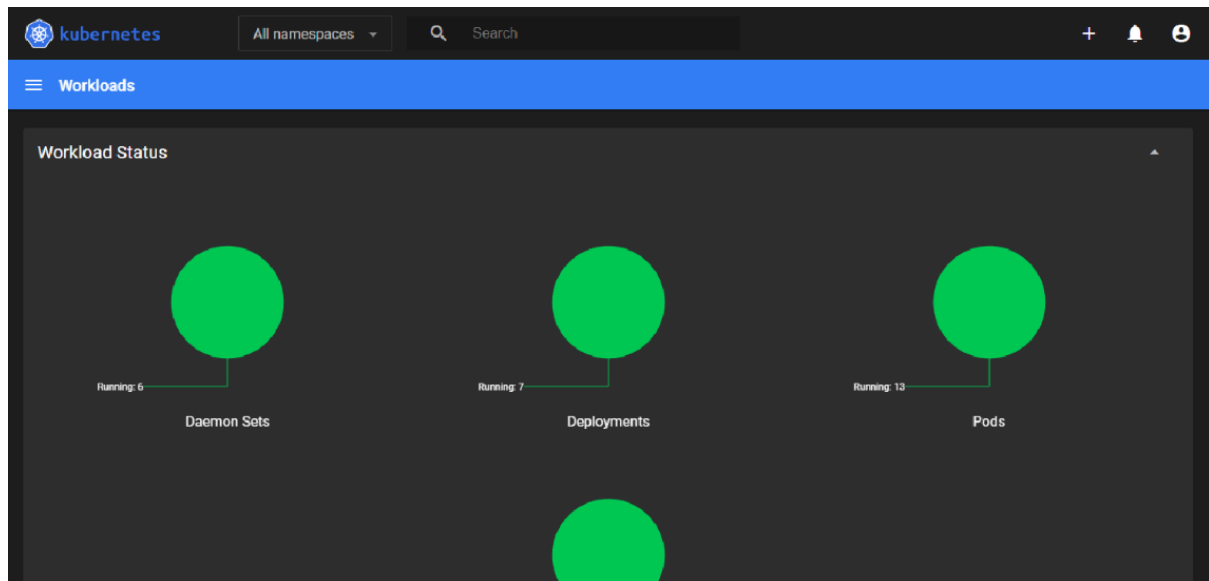 kubernetes All namespaces Search
Workloads
Workload Status
Running: 6 Running: 7 Running: 13
Daemon Sets Deployments Pods